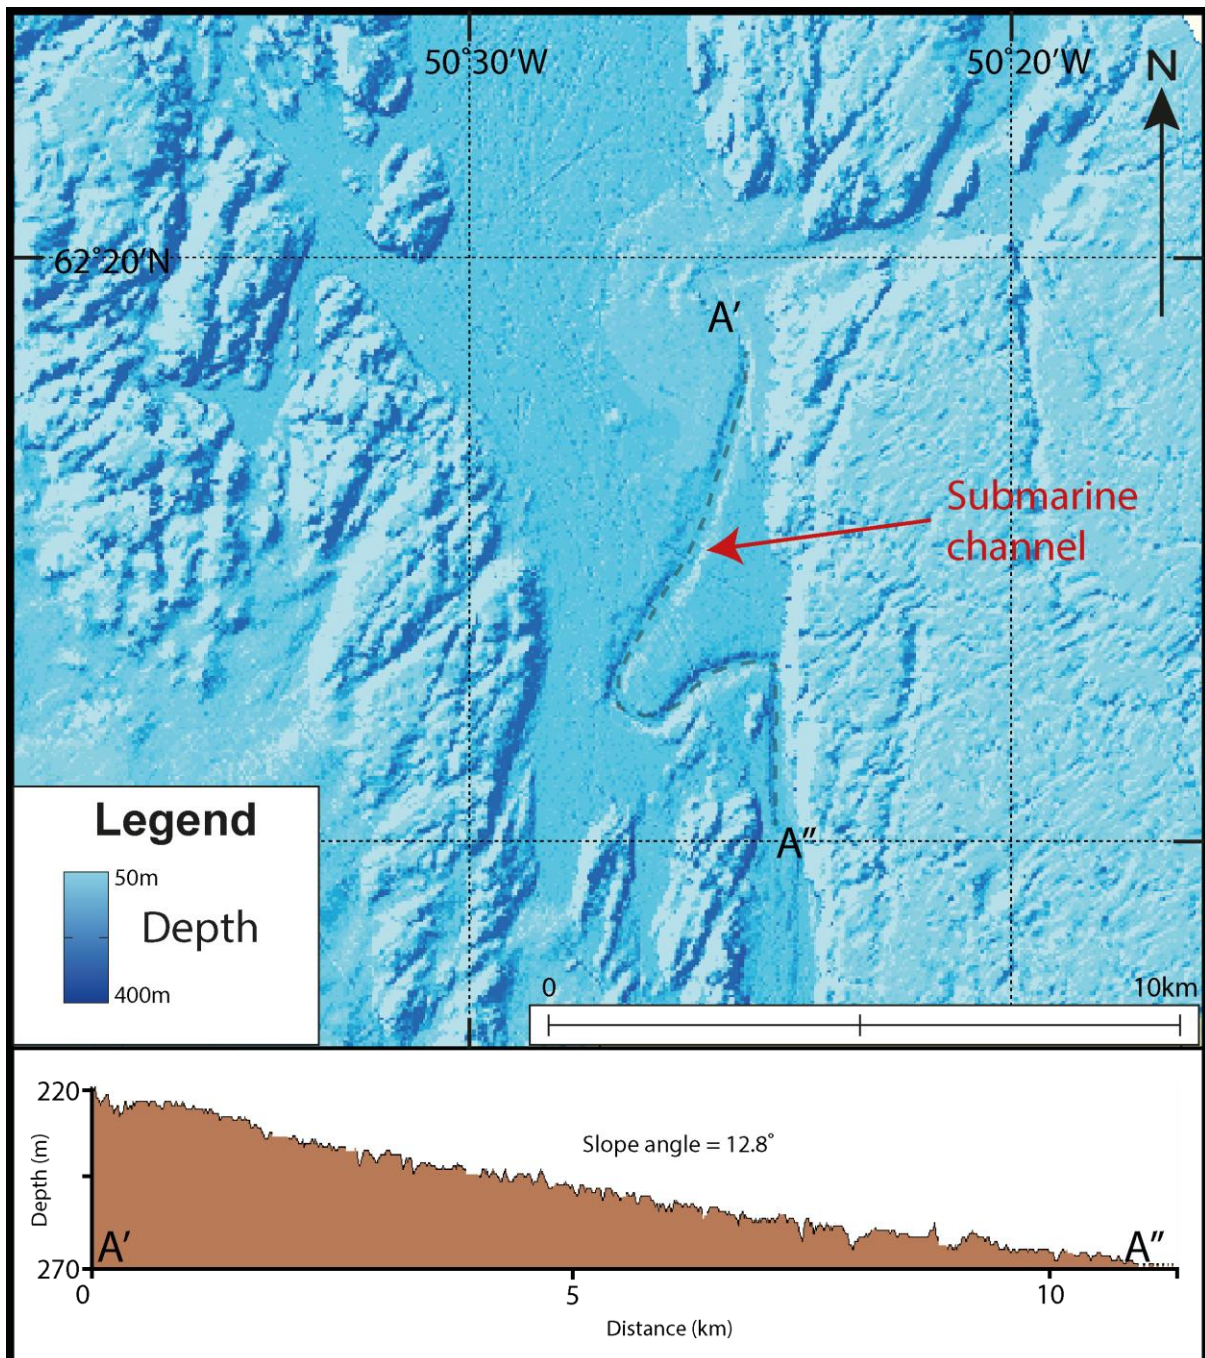 50˚30'W
50˚20'W
N
62˚20'N
A'
Submarine
channel
A"
Legend
50m
Depth
400m
0
10km
220
Depth (m)
270
Slope angle = 12.8˚
A'
A"
0
5
10
Distance (km)